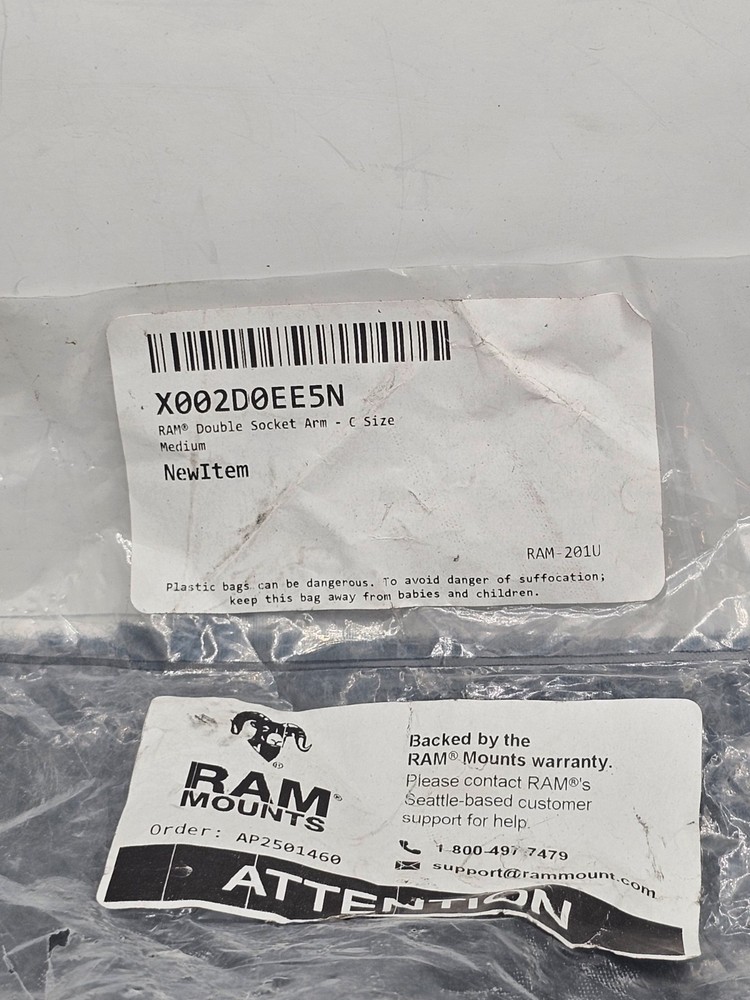 X002D0EE5N
RAM® Double Socket Arm - C Size
Medium
NewItem
RAM-201U
Plastic bags can be dangerous. To avoid danger of suffocation;
keep this bag away from babies and children.
RAM®
MOUNTS
Order: AP2501460
Backed by the
RAM® Mounts warranty.
Please contact RAM®'s
Seattle-based customer
support for help.
1-800-497-7479
support@rammount.com
ATTENTION